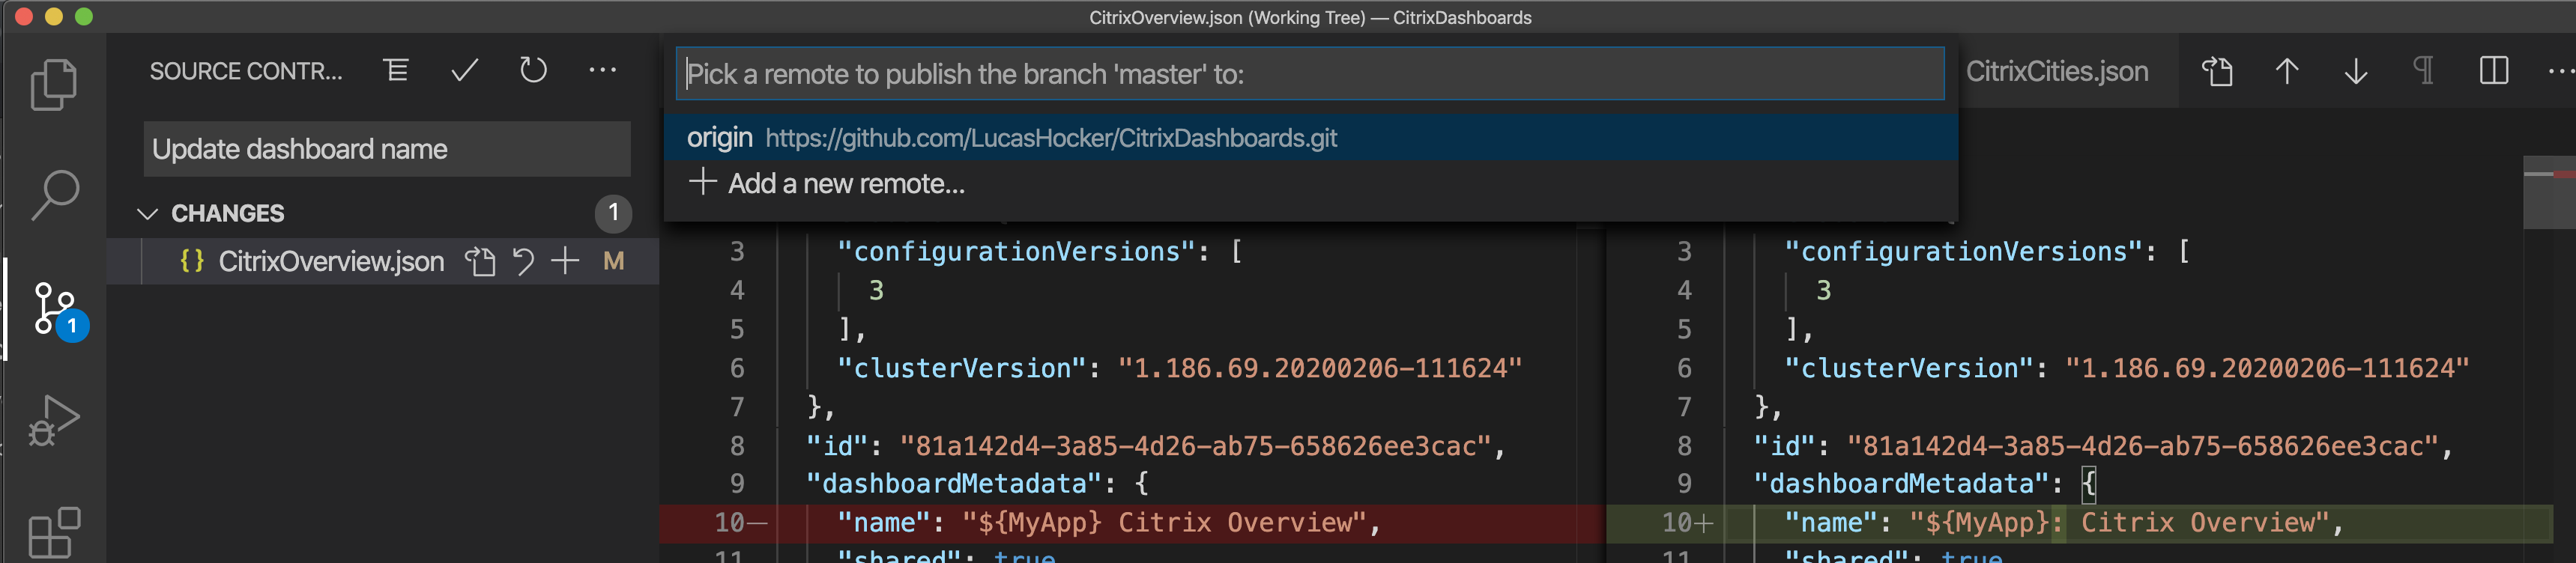 CitrixOverview.json (Working Tree) — CitrixDashboards
SOURCE CONTR...
Pick a remote to publish the branch 'master' to:
CitrixCities.json
origin https://github.com/LucasHocker/CitrixDashboards.git
Add a new remote...
Update dashboard name
CHANGES
1
{} CitrixOverview.json M
1
3 "configurationVersions": [
4 3
5 ],
6 "clusterVersion": "1.186.69.20200206-111624"
7 },
8 "id": "81a142d4-3a85-4d26-ab75-658626ee3cac",
9 "dashboardMetadata": {
10— "name": "${MyApp} Citrix Overview",
11 "shared": true
{
3 "configurationVersions": [
4 3
5 ],
6 "clusterVersion": "1.186.69.20200206-111624"
7 },
8 "id": "81a142d4-3a85-4d26-ab75-658626ee3cac",
9 "dashboardMetadata": {
10+ "name": "${MyApp}: Citrix Overview",
11 "shared": true